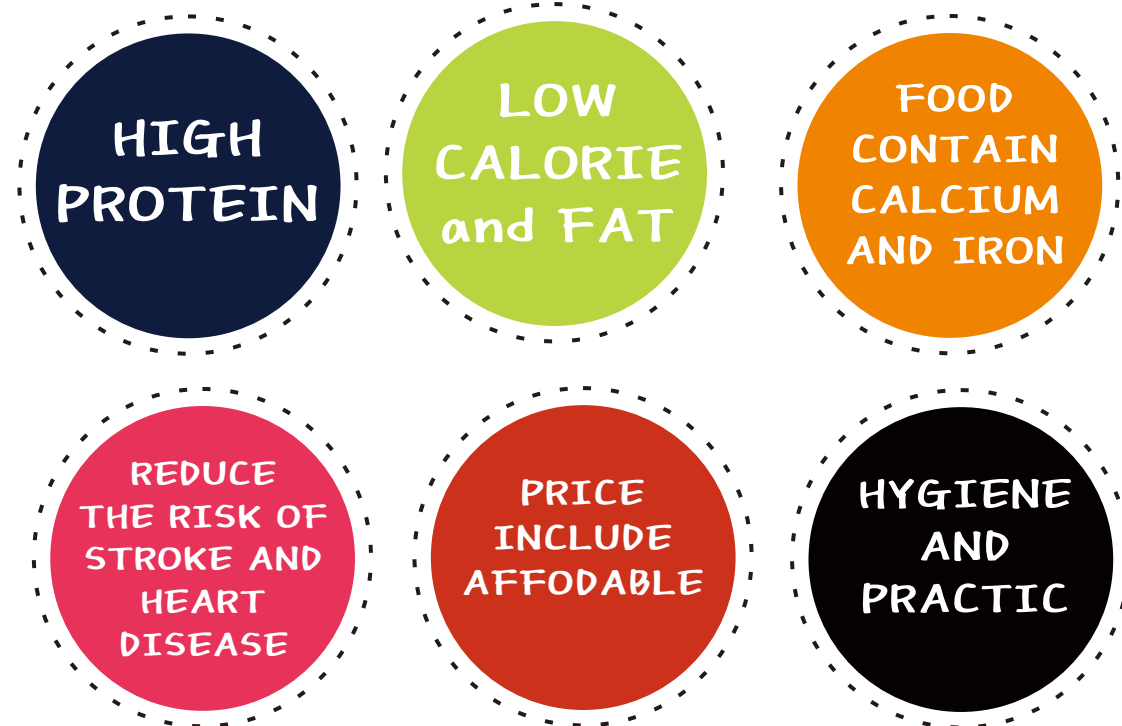 HIGH
PROTEIN
LOW
CALORIE
and FAT
FOOD
CONTAIN
CALCIUM
AND IRON
REDUCE
THE RISK OF
STROKE AND
HEART
DISEASE
PRICE
INCLUDE
AFFODABLE
HYGIENE
AND
PRACTIC